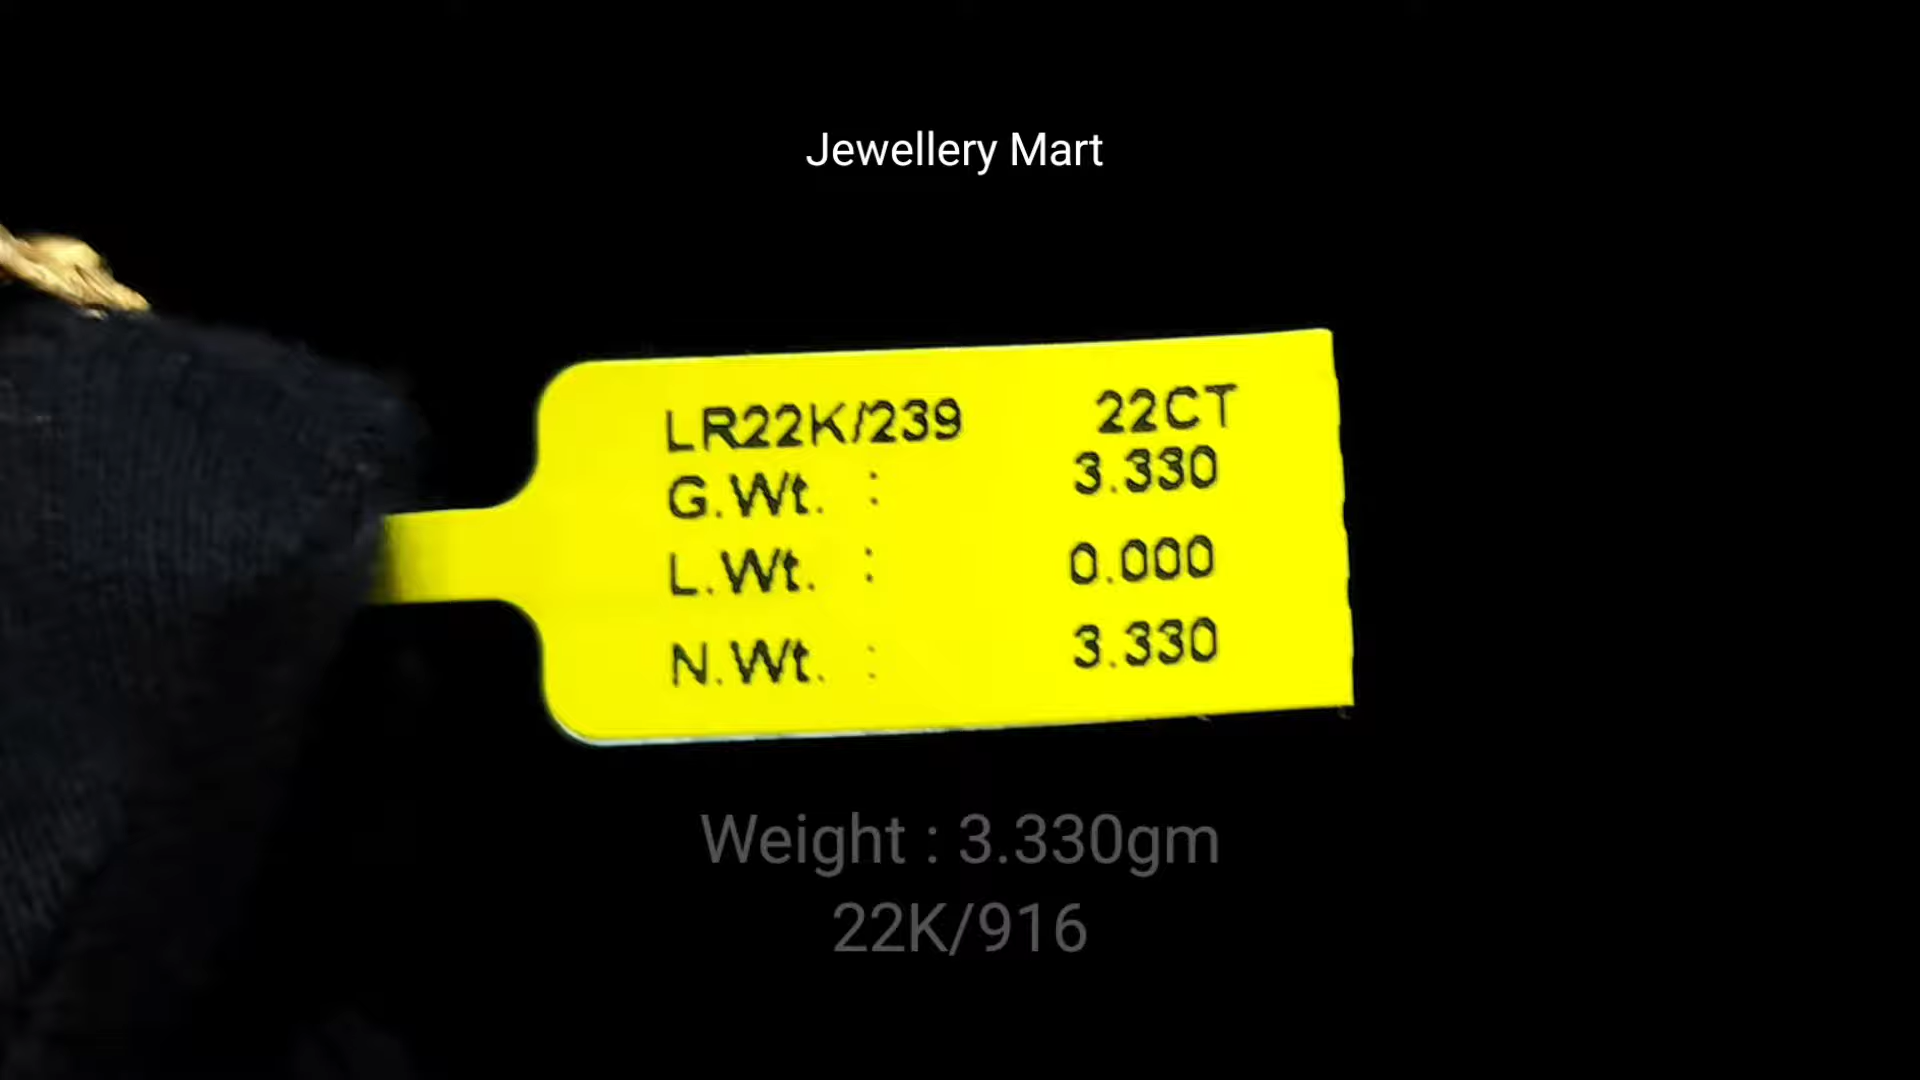 Jewellery Mart
LR22K/239 22CT
G.Wt. : 3.330
L.Wt. : 0.000
N.Wt. : 3.330
Weight : 3.330gm
22K/916